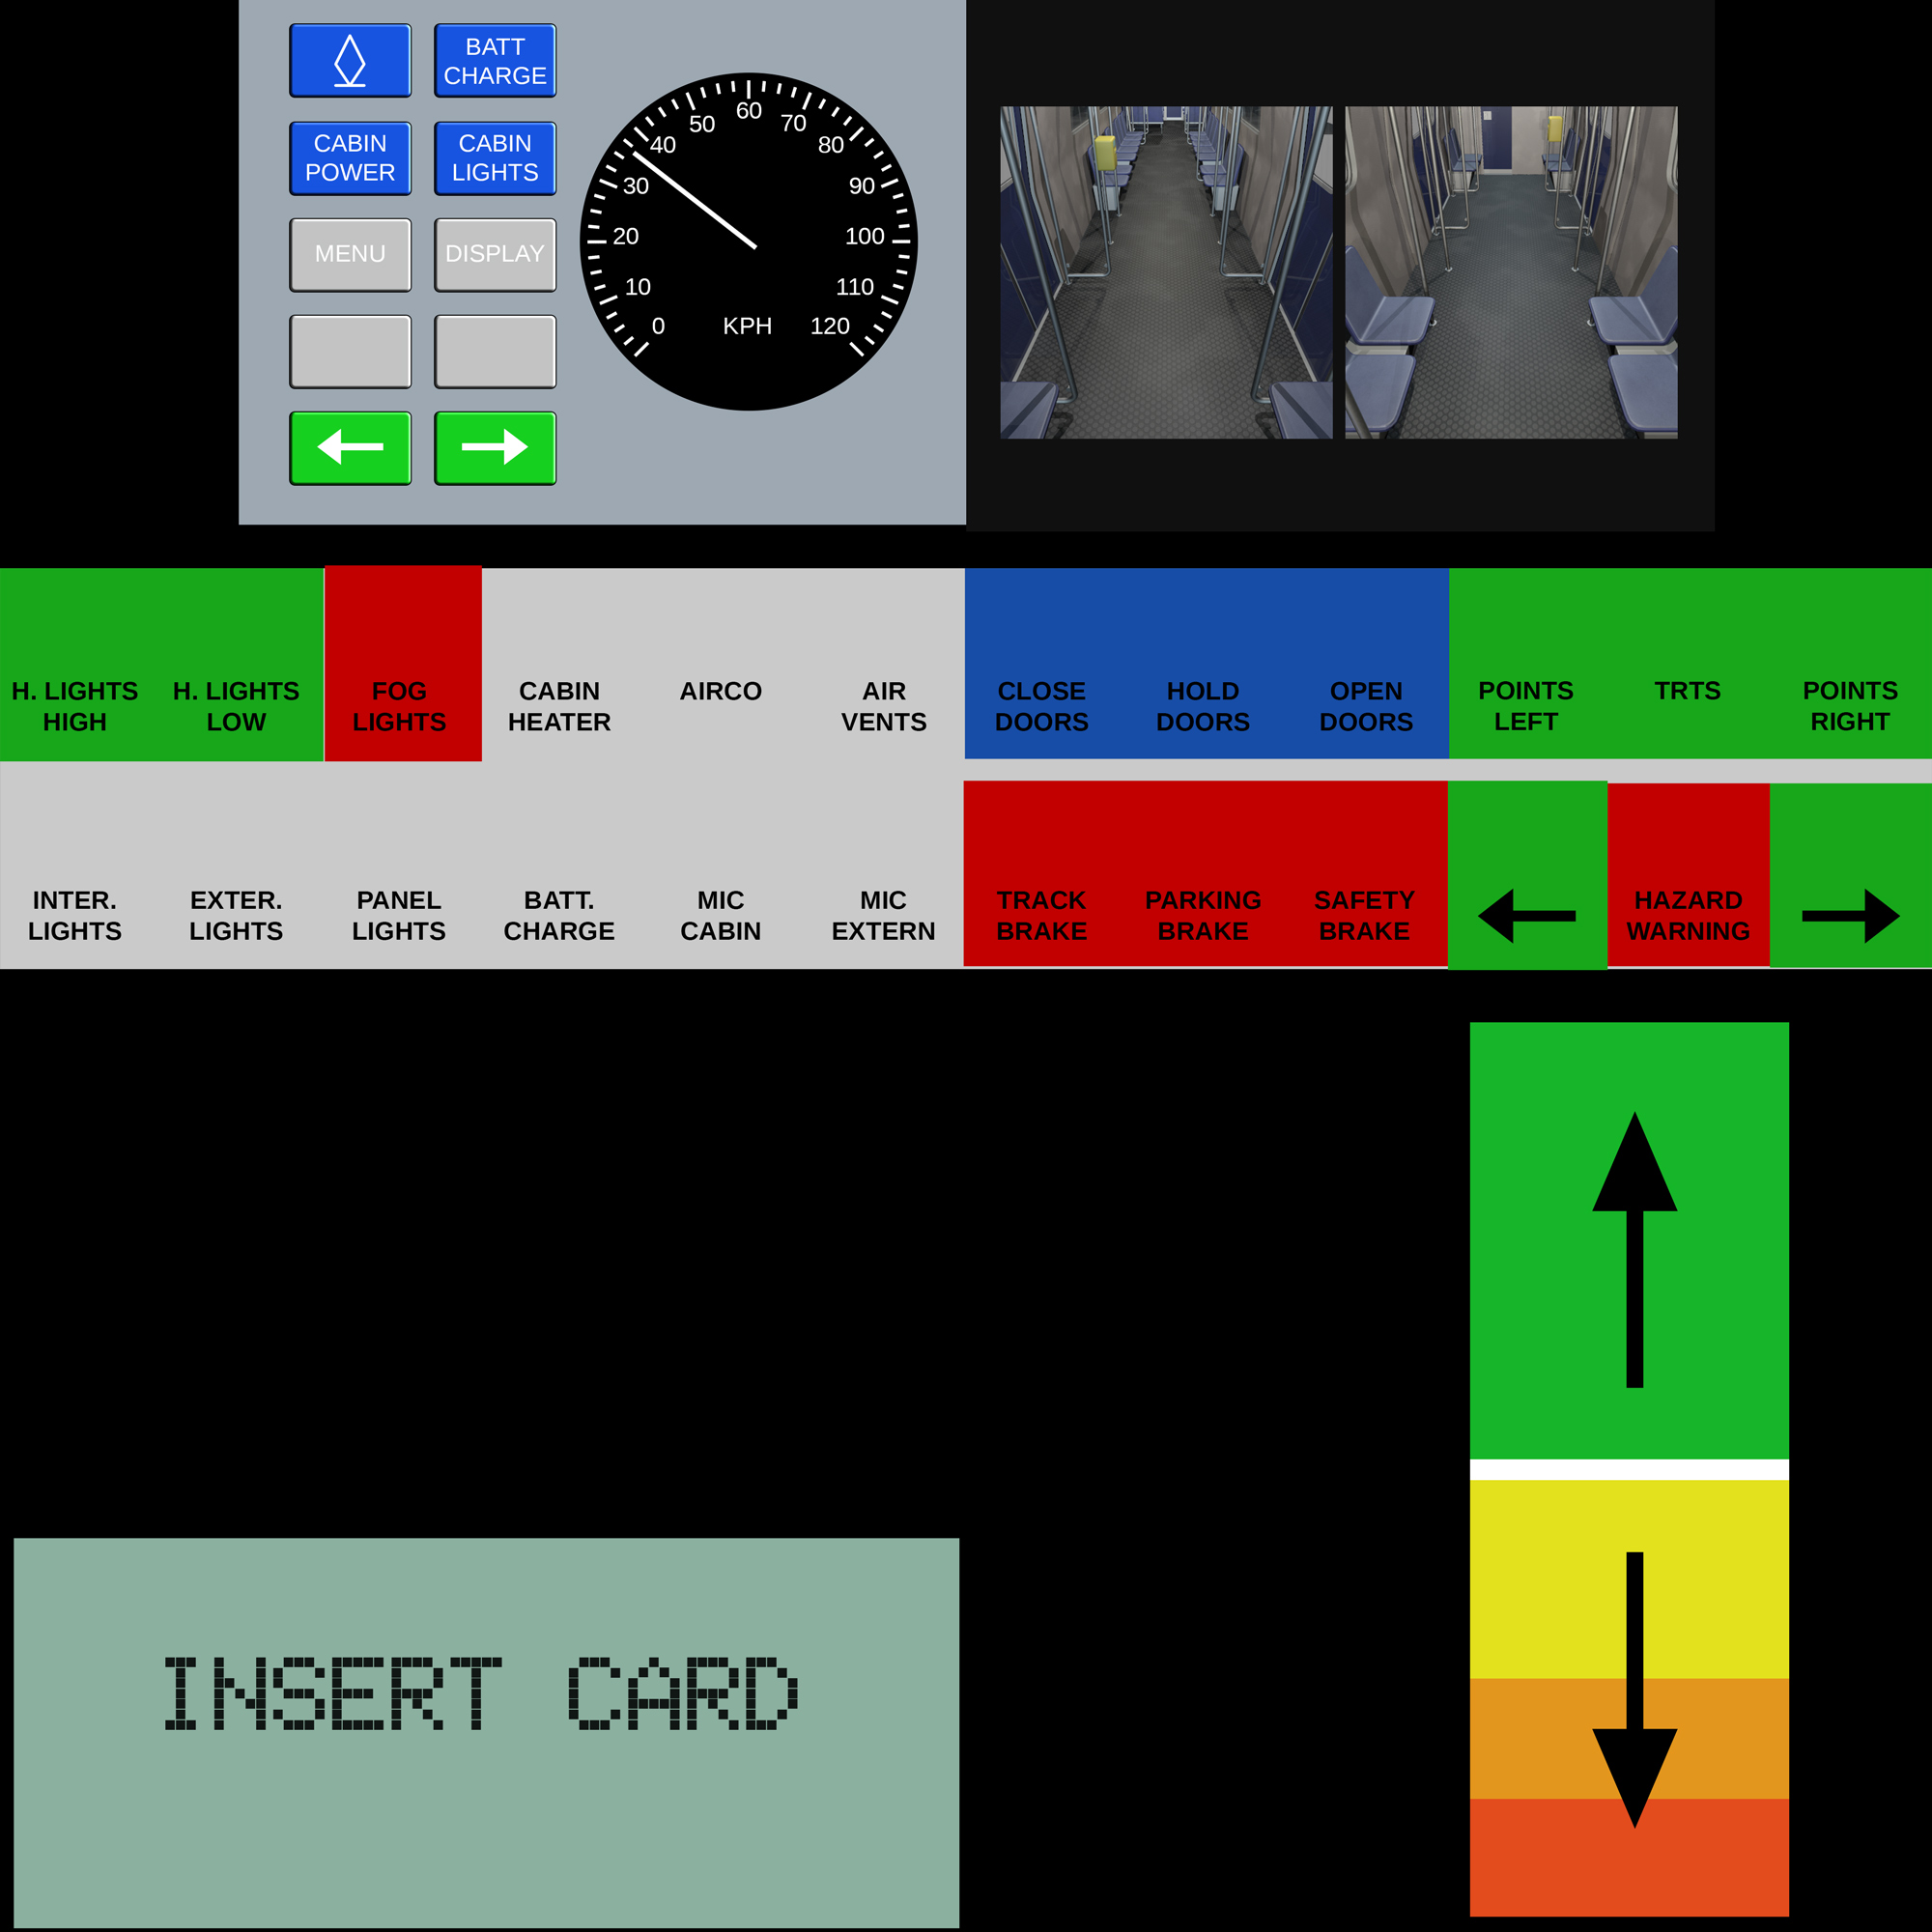 BATT
CHARGE
CABIN
POWER
CABIN
LIGHTS
MENU
DISPLAY
0
10
20
30
40
50
60
70
80
90
100
110
120
KPH
H. LIGHTS
HIGH
H. LIGHTS
LOW
FOG
LIGHTS
CABIN
HEATER
AIRCO
AIR
VENTS
CLOSE
DOORS
HOLD
DOORS
OPEN
DOORS
POINTS
LEFT
TRTS
POINTS
RIGHT
INTER.
LIGHTS
EXTER.
LIGHTS
PANEL
LIGHTS
BATT.
CHARGE
MIC
CABIN
MIC
EXTERN
TRACK
BRAKE
PARKING
BRAKE
SAFETY
BRAKE
HAZARD
WARNING
INSERT CARD